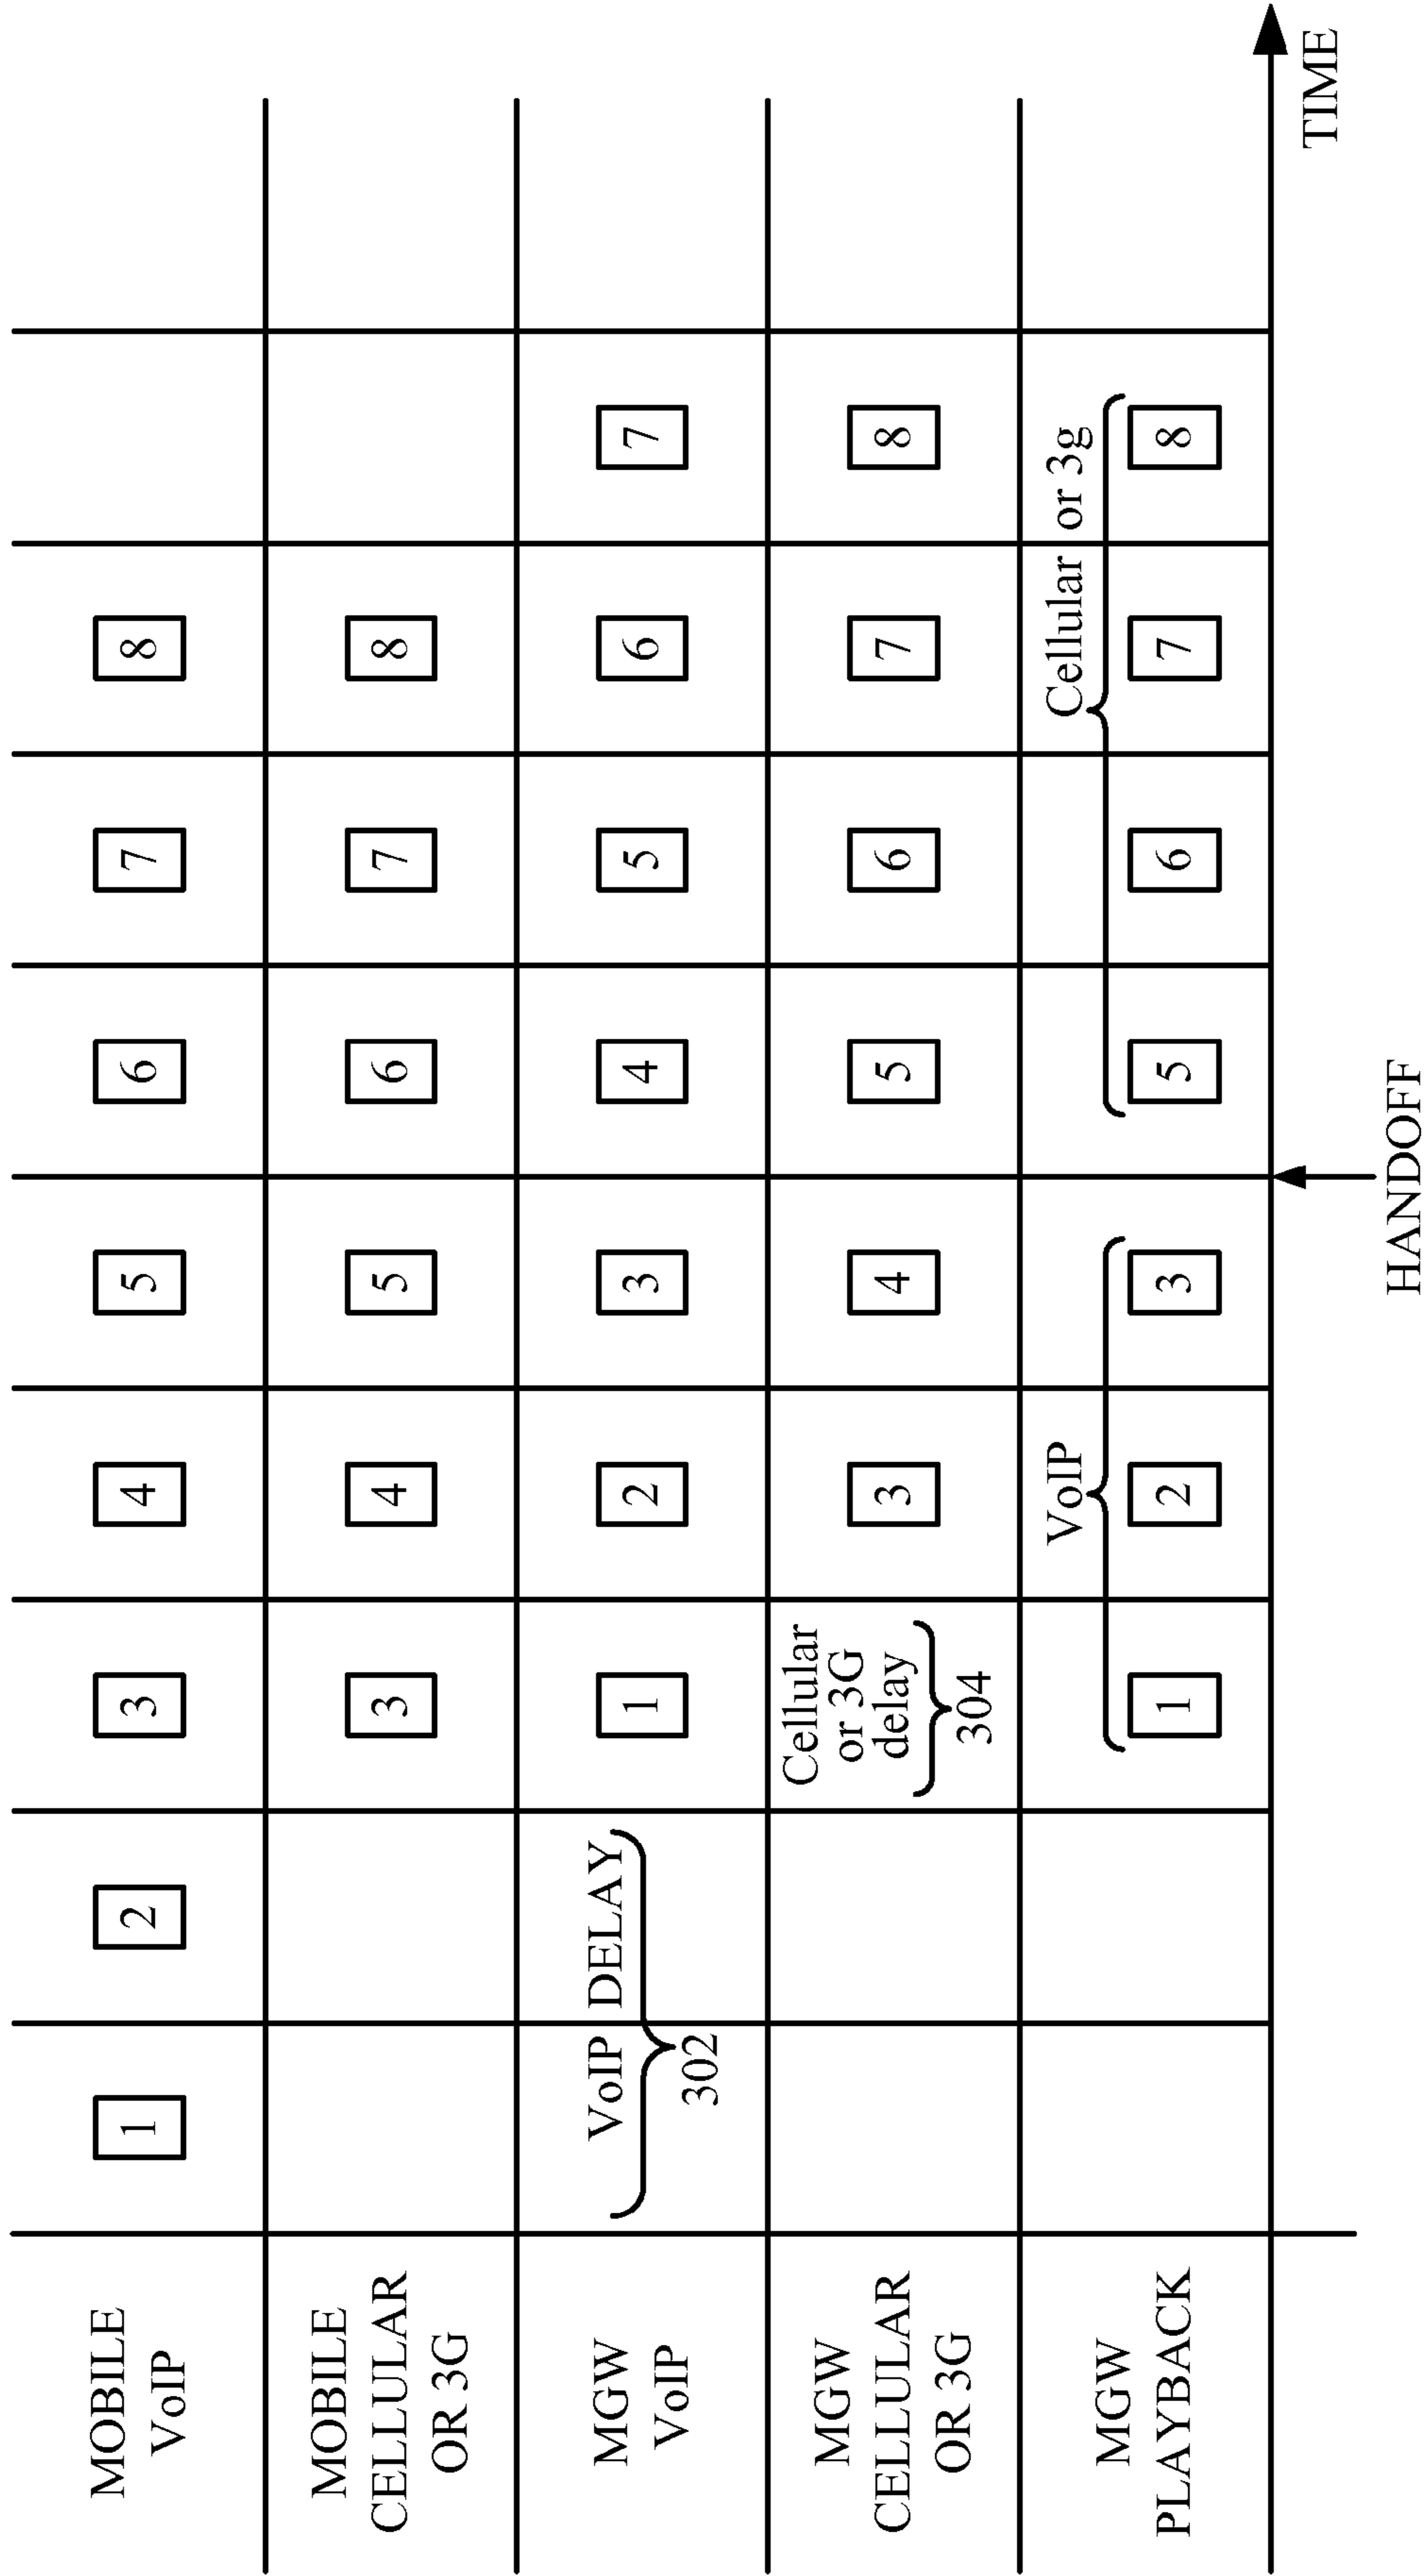 MOBILE
VoIP
1
2
3
4
5
6
7
8
MOBILE
CELLULAR
OR 3G
3
4
5
6
7
8
MGW
VoIP
VoIP DELAY
302
1
2
3
4
5
6
7
MGW
CELLULAR
OR 3G
Cellular
or 3G
delay
304
3
4
5
6
7
8
MGW
PLAYBACK
VoIP
1
2
3
Cellular or 3g
5
6
7
8
HANDOFF
TIME